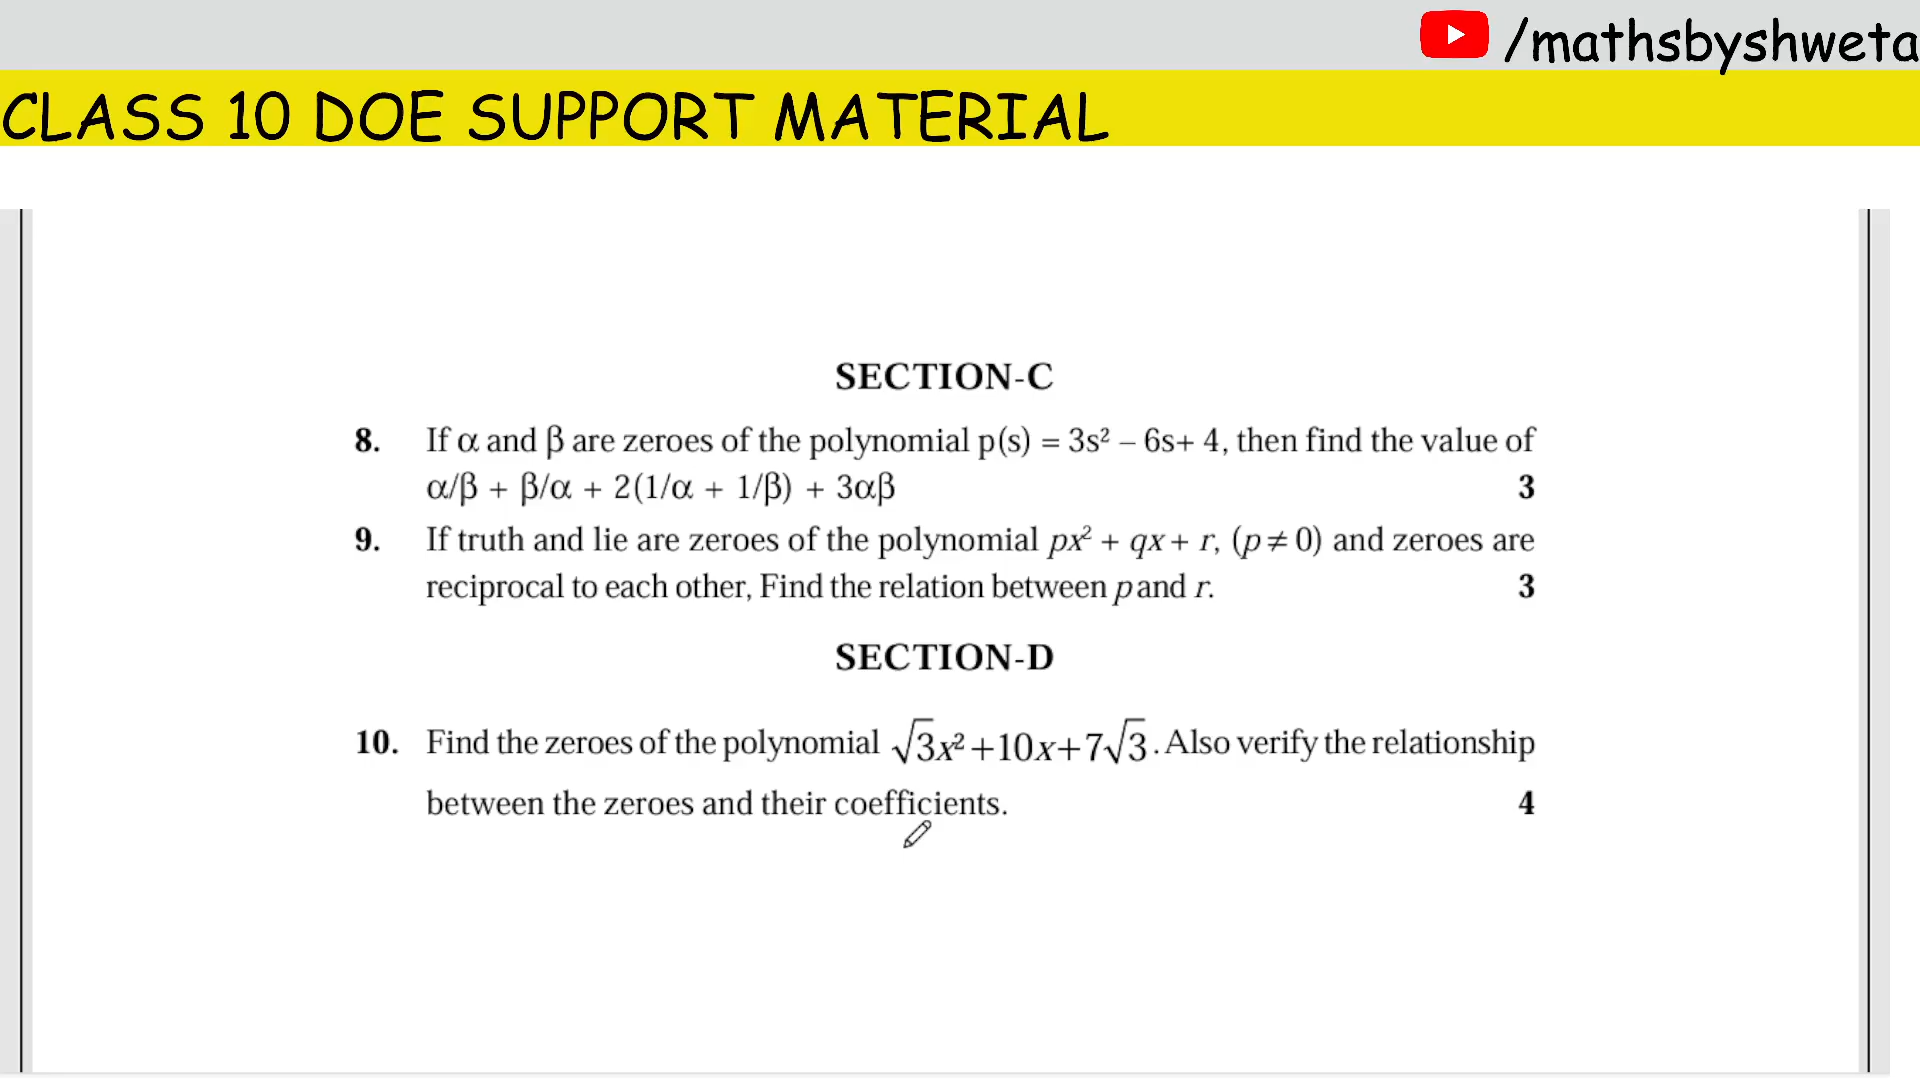 /mathsbyshweta
CLASS 10 DOE SUPPORT MATERIAL
SECTION-C
8. If α and β are zeroes of the polynomial p(s) = 3s² – 6s+ 4, then find the value of
α/β + β/α + 2(1/α + 1/β) + 3αβ 3
9. If truth and lie are zeroes of the polynomial px² + qx + r, (p ≠ 0) and zeroes are
reciprocal to each other, Find the relation between p and r. 3
SECTION-D
10. Find the zeroes of the polynomial √3x²+10x+7√3. Also verify the relationship
between the zeroes and their coefficients. 4